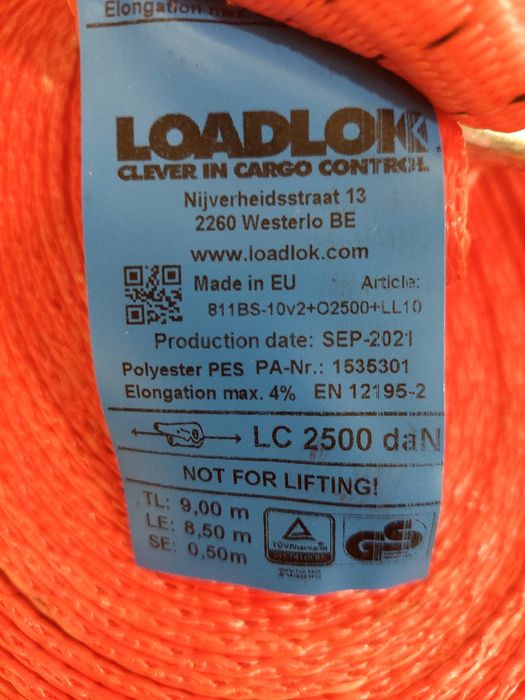 Elongation max.
LOADLOK
CLEVER IN CARGO CONTROL
Nijverheidsstraat 13
2260 Westerlo BE
www.loadlok.com
Made in EU Article:
811BS-10v2+O2500+LL10
Production date: SEP-2021
Polyester PES PA-Nr.: 1535301
Elongation max. 4% EN 12195-2
LC 2500 daN
NOT FOR LIFTING!
TL: 9,00 m
LE: 8,50 m
SE: 0,50m
TÜVRheinland
GS